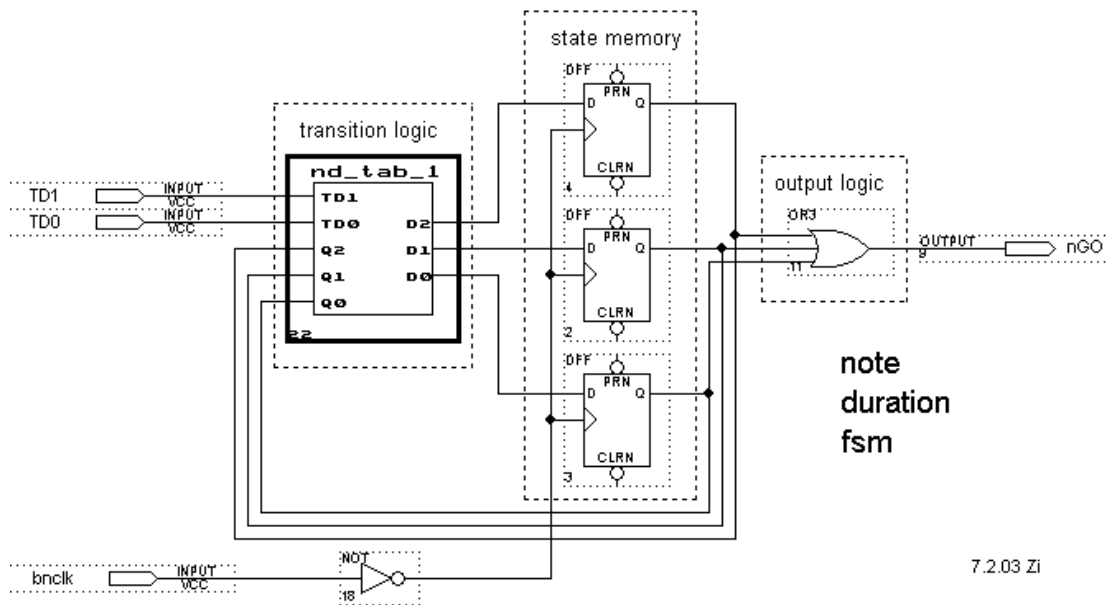 state memory
DFF
PRN
D Q
CLRN
4
transition logic
nd_tab_1
TD1
TD0 D2
Q2 D1
Q1 D0
Q0
22
TD1 INPUT
VCC
TD0 INPUT
VCC
DFF
PRN
D Q
CLRN
2
DFF
PRN
D Q
CLRN
3
output logic
OR3
11
OUTPUT nGO
9
note
duration
fsm
bnclk INPUT
VCC
NOT
18
7.2.03 Zi